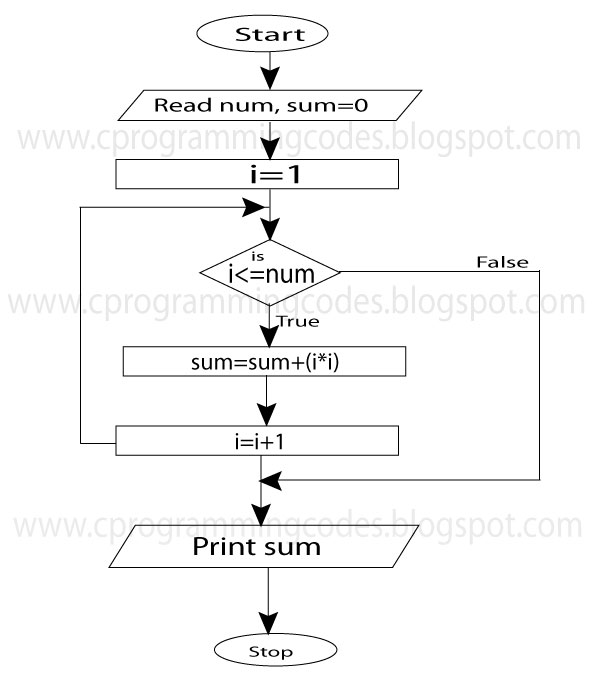 Start
Read num, sum=0
www.cprogrammingcodes.blogspot.com
i=1
is
i<=num
False
www.cprogrammingcodes.blogspot.com
True
sum=sum+(i*i)
i=i+1
www.cprogrammingcodes.blogspot.com
Print sum
Stop